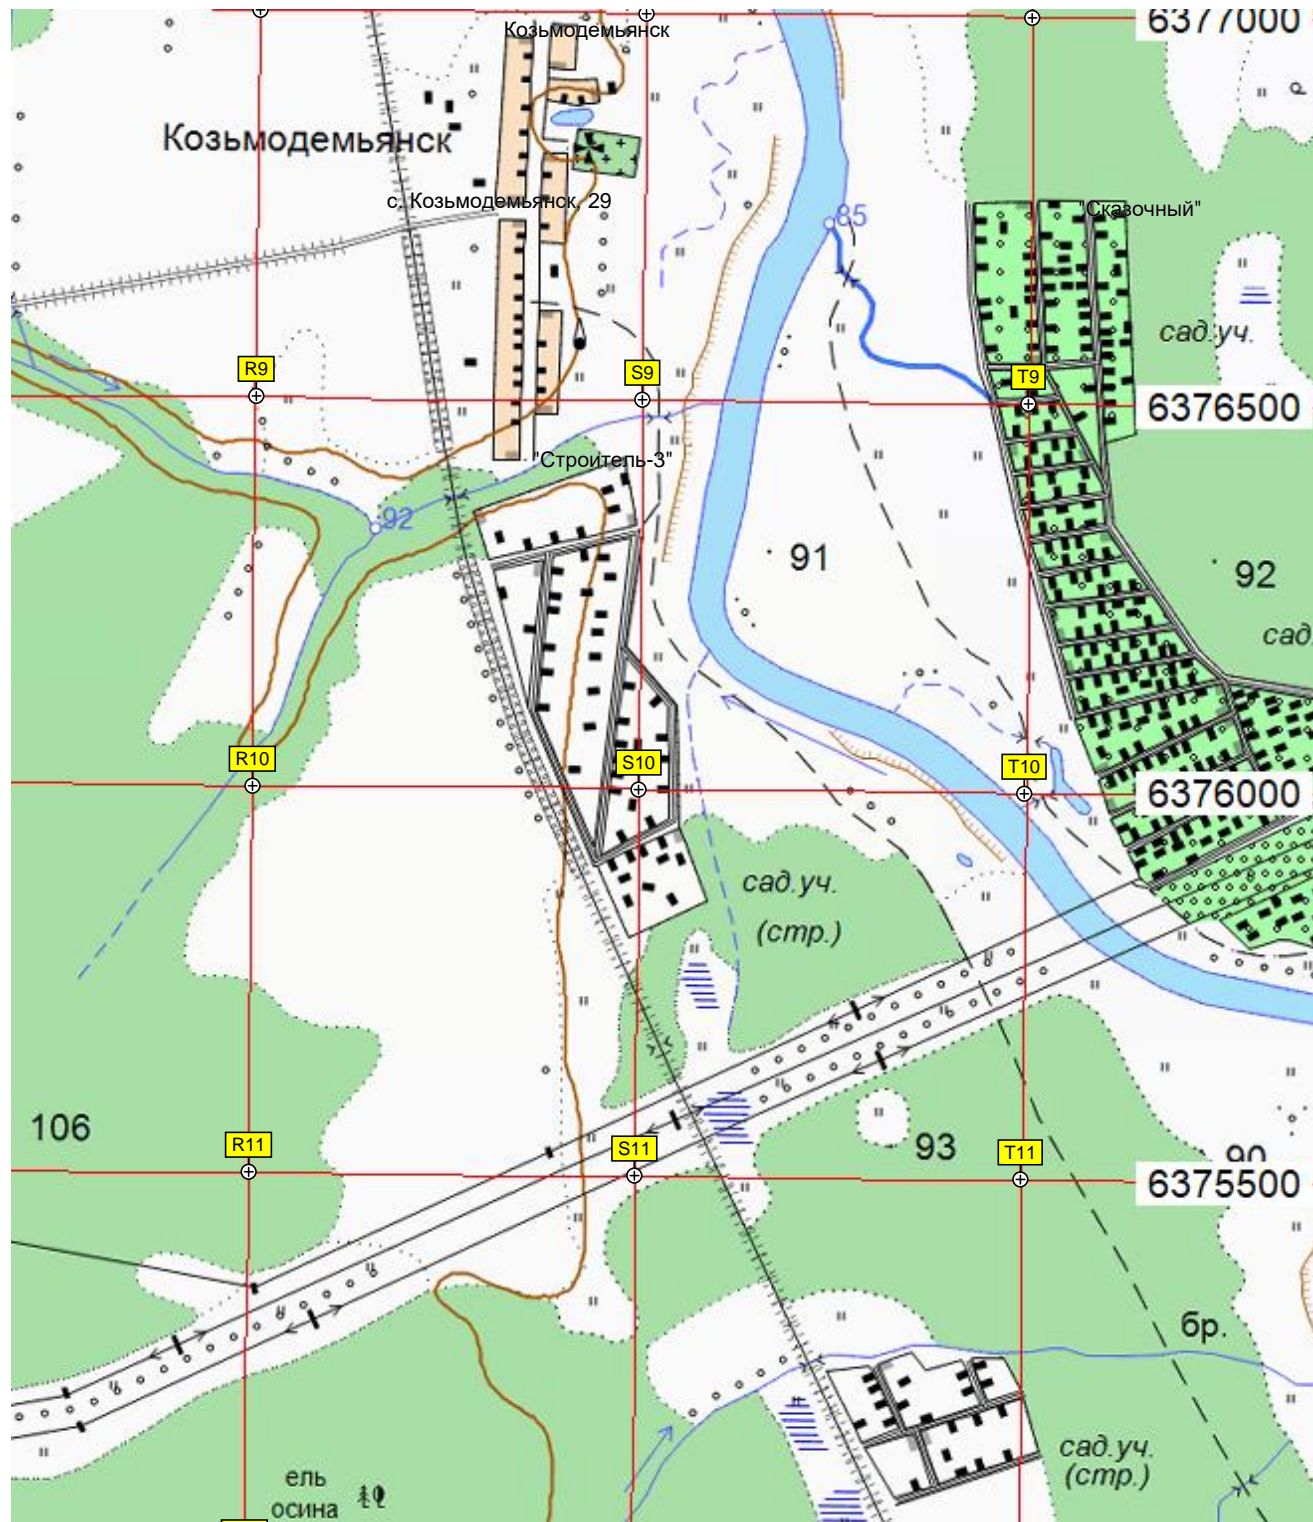 Козьмодемьянск
6377000
Козьмодемьянск
с. Козьмодемьянск, 29
"Сказочный"
85
сад.уч.
R9
S9
T9
6376500
"Строитель-3"
92
91
92
сад.
R10
S10
T10
6376000
сад.уч.
(стр.)
106
R11
S11
93
T11
90
6375500
бр.
сад.уч.
(стр.)
ель
осина